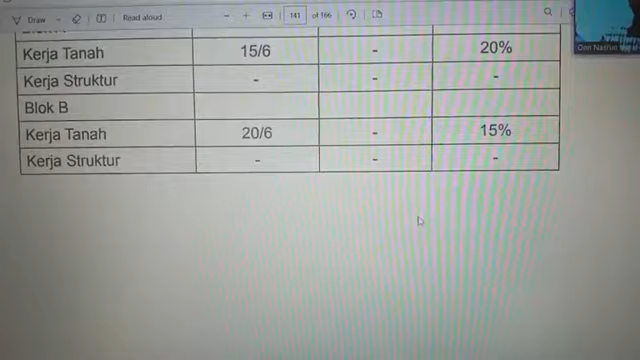 Draw
Read aloud
141 of 166
Kerja Tanah 15/6 - 20%
Kerja Struktur - - -
Blok B
Kerja Tanah 20/6 - 15%
Kerja Struktur - - -